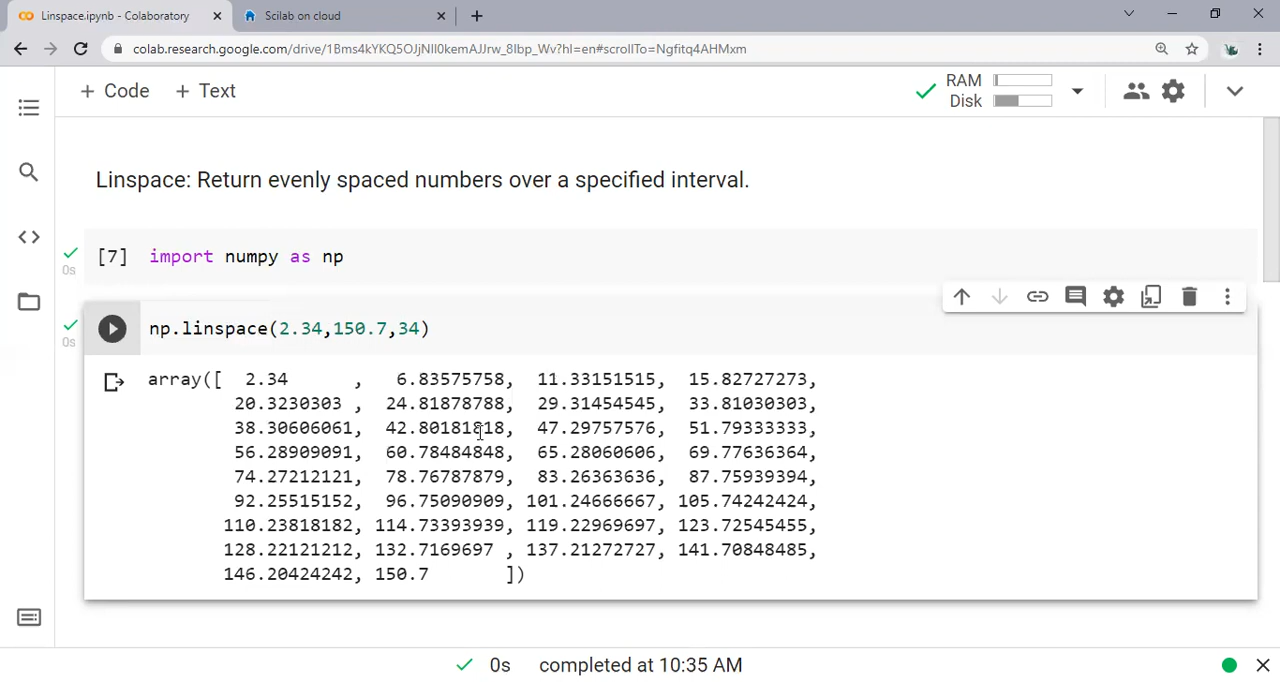 Linspace.ipynb - Colaboratory
Scilab on cloud
colab.research.google.com/drive/1Bms4kYKQ5OJjNIl0kemAJJrw_8Ibp_Wv?hl=en#scrollTo=Ngfitq4AHMxm
+ Code + Text
RAM
Disk
Linspace: Return evenly spaced numbers over a specified interval.
[7] import numpy as np
0s
np.linspace(2.34,150.7,34)
0s
array([ 2.34 , 6.83575758, 11.33151515, 15.82727273,
20.3230303 , 24.81878788, 29.31454545, 33.81030303,
38.30606061, 42.80181818, 47.29757576, 51.79333333,
56.28909091, 60.78484848, 65.28060606, 69.77636364,
74.27212121, 78.76787879, 83.26363636, 87.75939394,
92.25515152, 96.75090909, 101.24666667, 105.74242424,
110.23818182, 114.73393939, 119.22969697, 123.72545455,
128.22121212, 132.7169697 , 137.21272727, 141.70848485,
146.20424242, 150.7 ])
0s completed at 10:35 AM